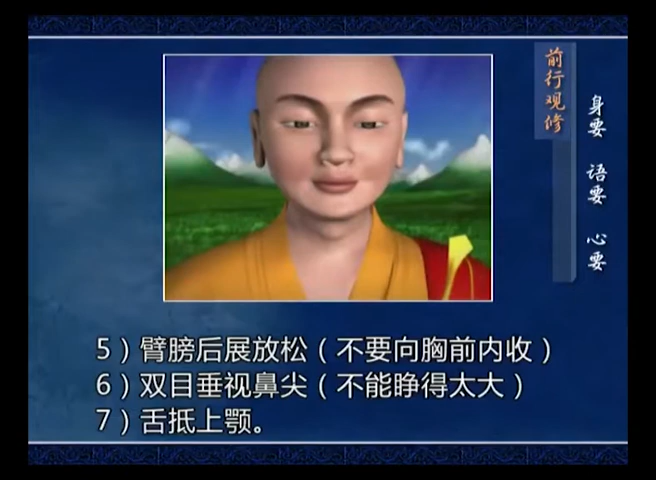 前行观修
身要 语要 心要
5）臂膀后展放松（不要向胸前内收）
6）双目垂视鼻尖（不能睁得太大）
7）舌抵上颚。